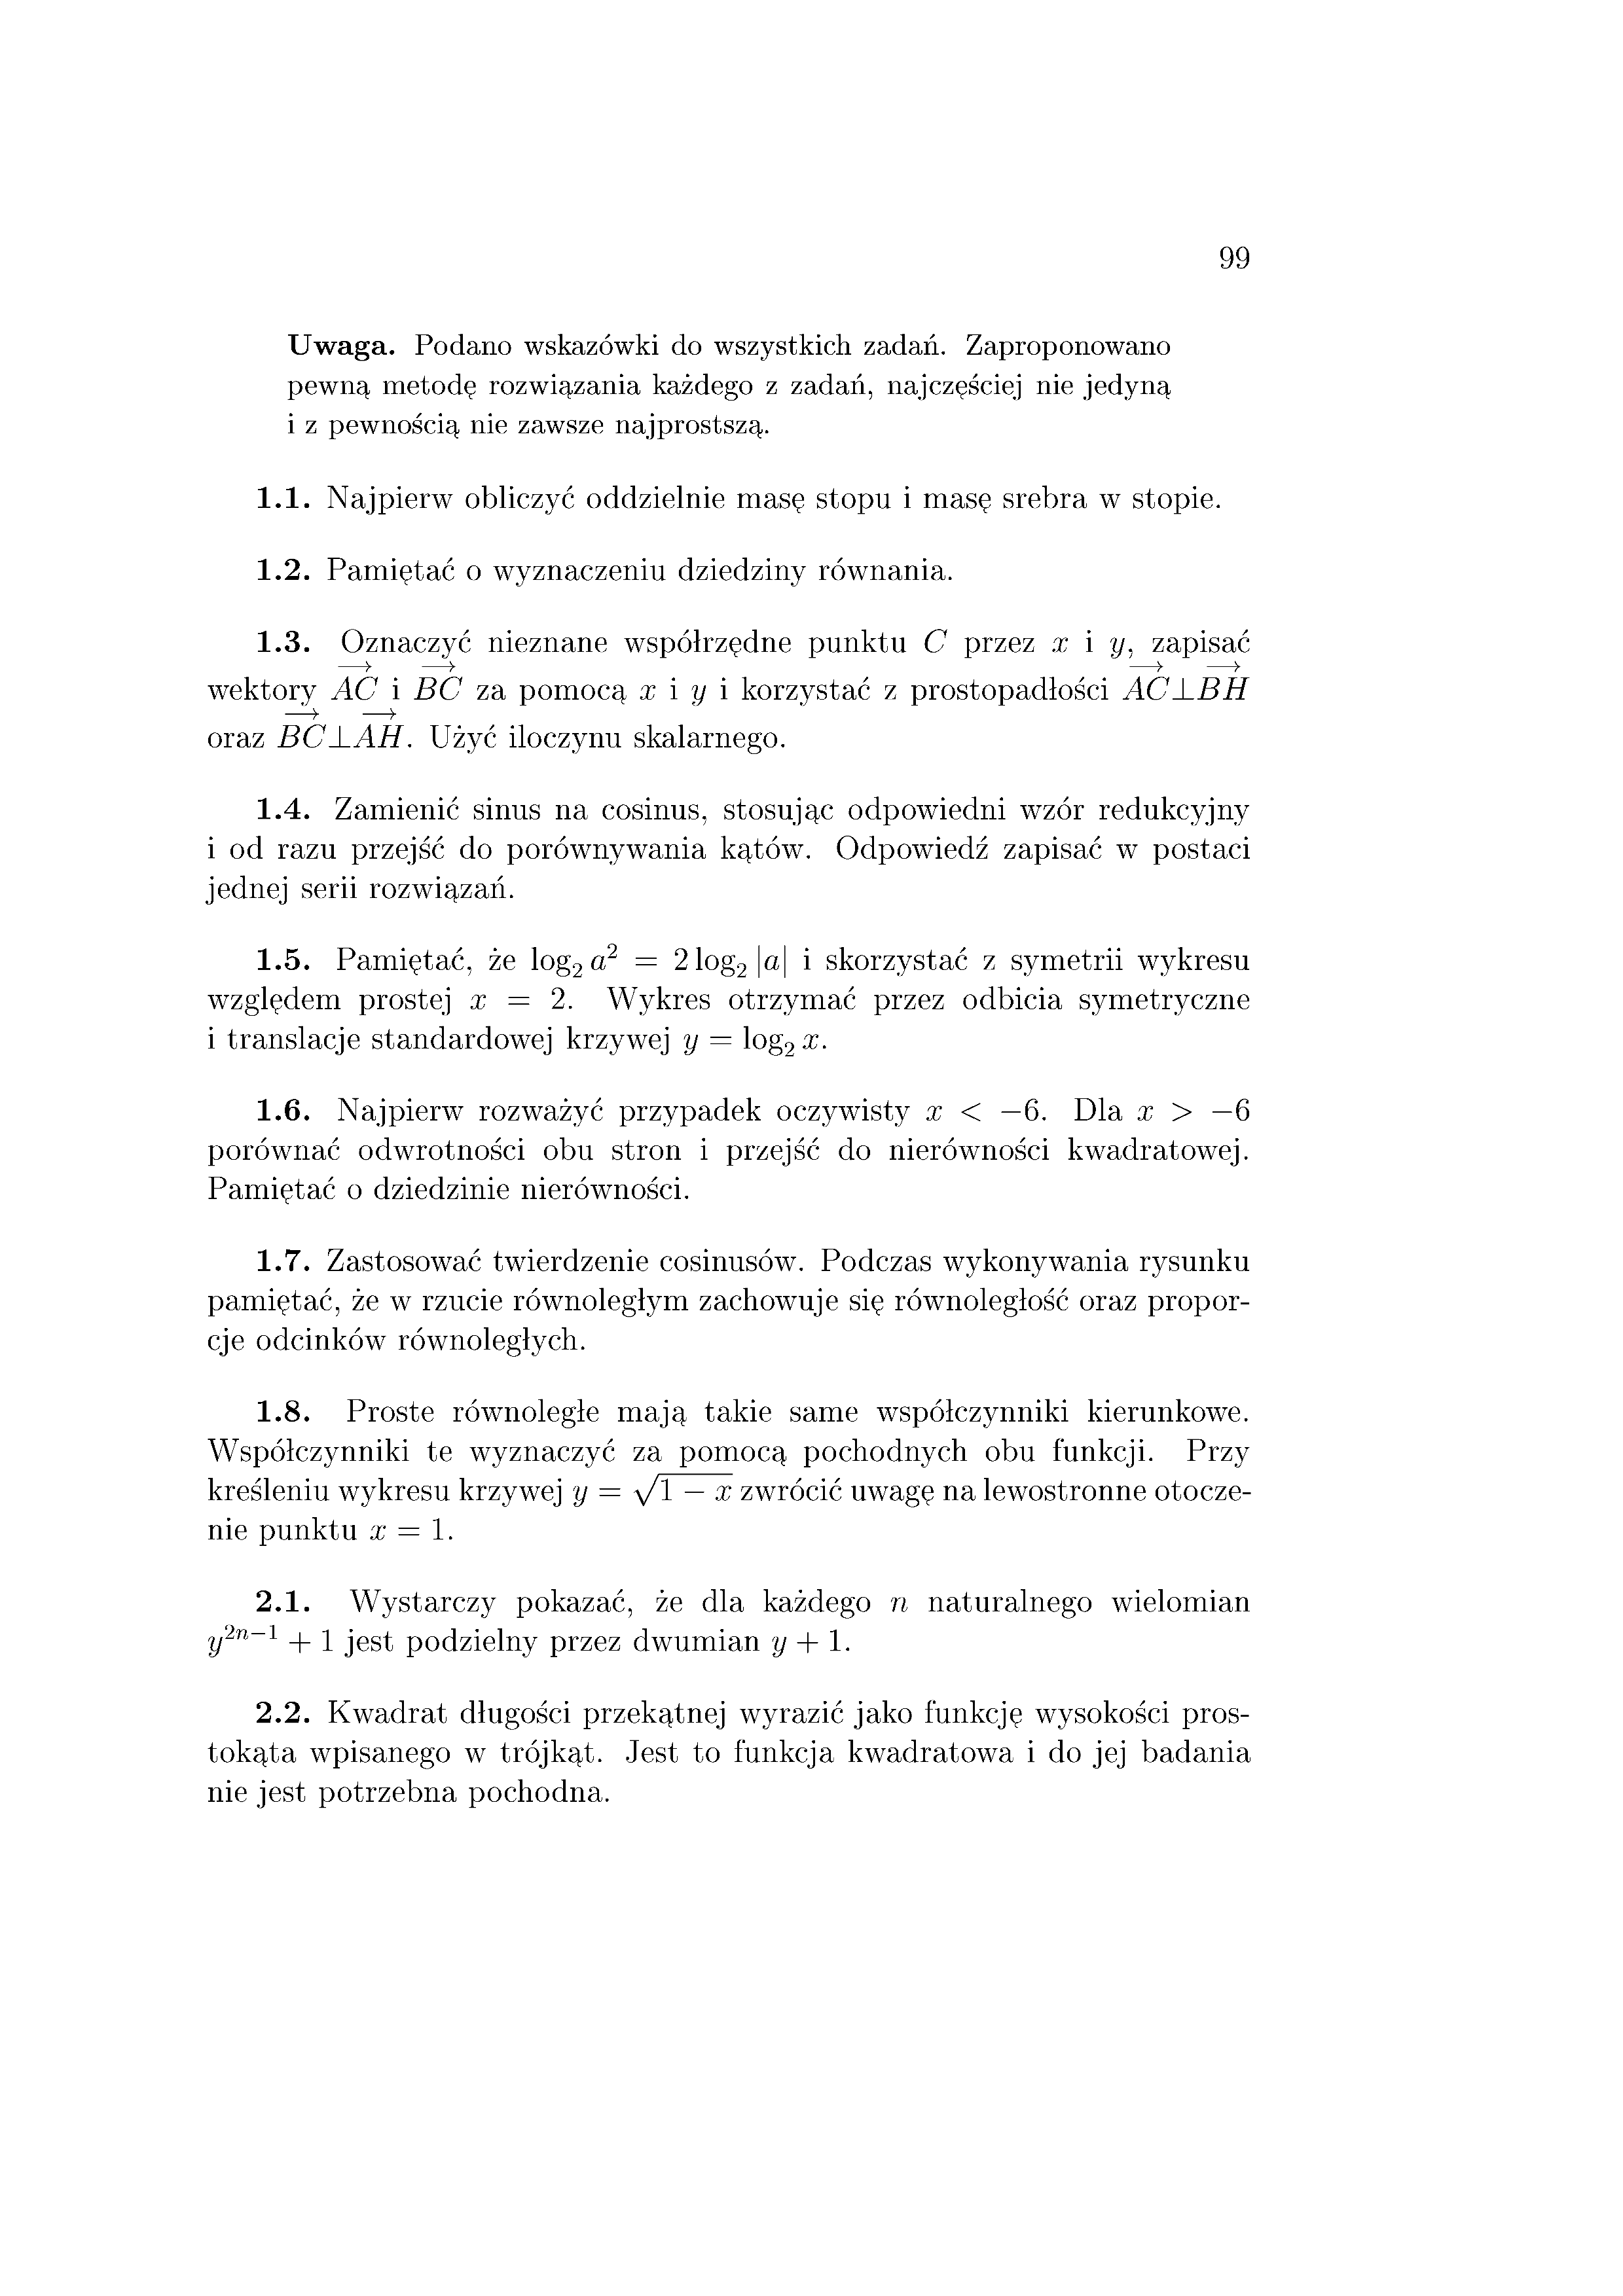 99
Uwaga. Podano wskazówki do wszystkich zadań. Zaproponowano
pewną metodę rozwiązania każdego z zadań, najczęściej nie jedyną
i z pewnością nie zawsze najprostszą.
1.1. Najpierw obliczyć oddzielnie masę stopu i masę srebra w stopie.
1.2. Pamiętać o wyznaczeniu dziedziny równania.
1.3. Oznaczyć nieznane współrzędne punktu $C$ przez $x$ i $y$, zapisać
wektory $\overrightarrow{AC}$ i $\overrightarrow{BC}$ za pomocą $x$ i $y$ i korzystać z prostopadłości $\overrightarrow{AC} \perp \overrightarrow{BH}$
oraz $\overrightarrow{BC} \perp \overrightarrow{AH}$. Użyć iloczynu skalarnego.
1.4. Zamienić sinus na cosinus, stosując odpowiedni wzór redukcyjny
i od razu przejść do porównywania kątów. Odpowiedź zapisać w postaci
jednej serii rozwiązań.
1.5. Pamiętać, że $\log_2 a^2 = 2 \log_2 |a|$ i skorzystać z symetrii wykresu
względem prostej $x = 2$. Wykres otrzymać przez odbicia symetryczne
i translacje standardowej krzywej $y = \log_2 x$.
1.6. Najpierw rozważyć przypadek oczywisty $x < -6$. Dla $x > -6$
porównać odwrotności obu stron i przejść do nierówności kwadratowej.
Pamiętać o dziedzinie nierówności.
1.7. Zastosować twierdzenie cosinusów. Podczas wykonywania rysunku
pamiętać, że w rzucie równoległym zachowuje się równoległość oraz propor-
cje odcinków równoległych.
1.8. Proste równoległe mają takie same współczynniki kierunkowe.
Współczynniki te wyznaczyć za pomocą pochodnych obu funkcji. Przy
kreśleniu wykresu krzywej $y = \sqrt{1 - x}$ zwrócić uwagę na lewostronne otocze-
nie punktu $x = 1$.
2.1. Wystarczy pokazać, że dla każdego $n$ naturalnego wielomian
$y^{2n-1} + 1$ jest podzielny przez dwumian $y + 1$.
2.2. Kwadrat długości przekątnej wyrazić jako funkcję wysokości pros-
tokąta wpisanego w trójkąt. Jest to funkcja kwadratowa i do jej badania
nie jest potrzebna pochodna.